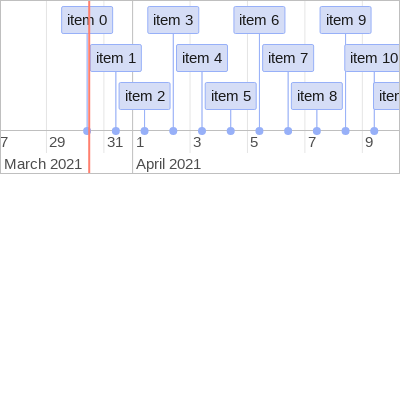 item 0 item 3 item 6 item 9
item 1 item 4 item 7 item 10
item 2 item 5 item 8
7 29 31 1 3 5 7 9
March 2021 April 2021